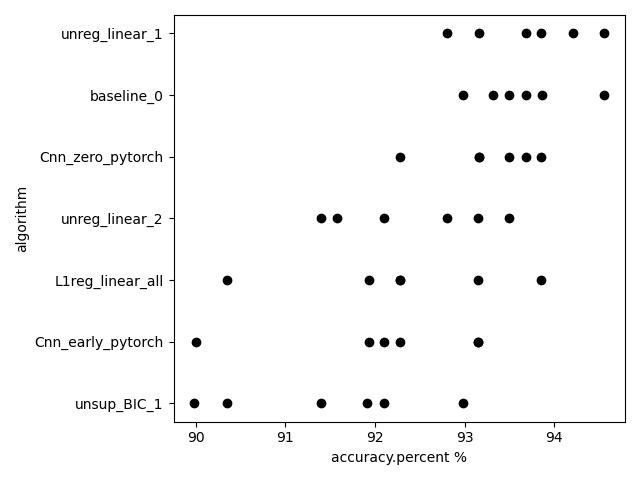 unreg_linear_1
baseline_0
Cnn_zero_pytorch
unreg_linear_2
L1reg_linear_all
Cnn_early_pytorch
unsup_BIC_1
algorithm
90 91 92 93 94
accuracy.percent %